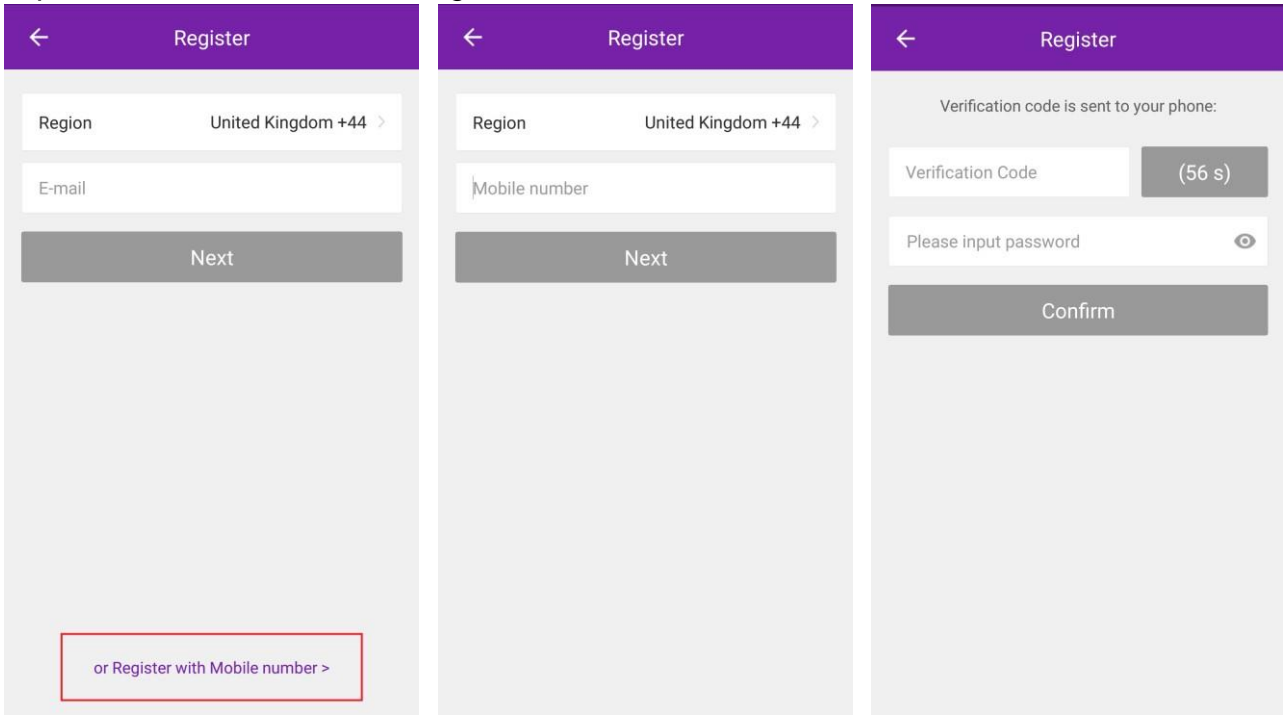 Register
Region United Kingdom +44 >
E-mail
Next
or Register with Mobile number >
Register
Region United Kingdom +44 >
Mobile number
Next
Register
Verification code is sent to your phone:
Verification Code (56 s)
Please input password
Confirm